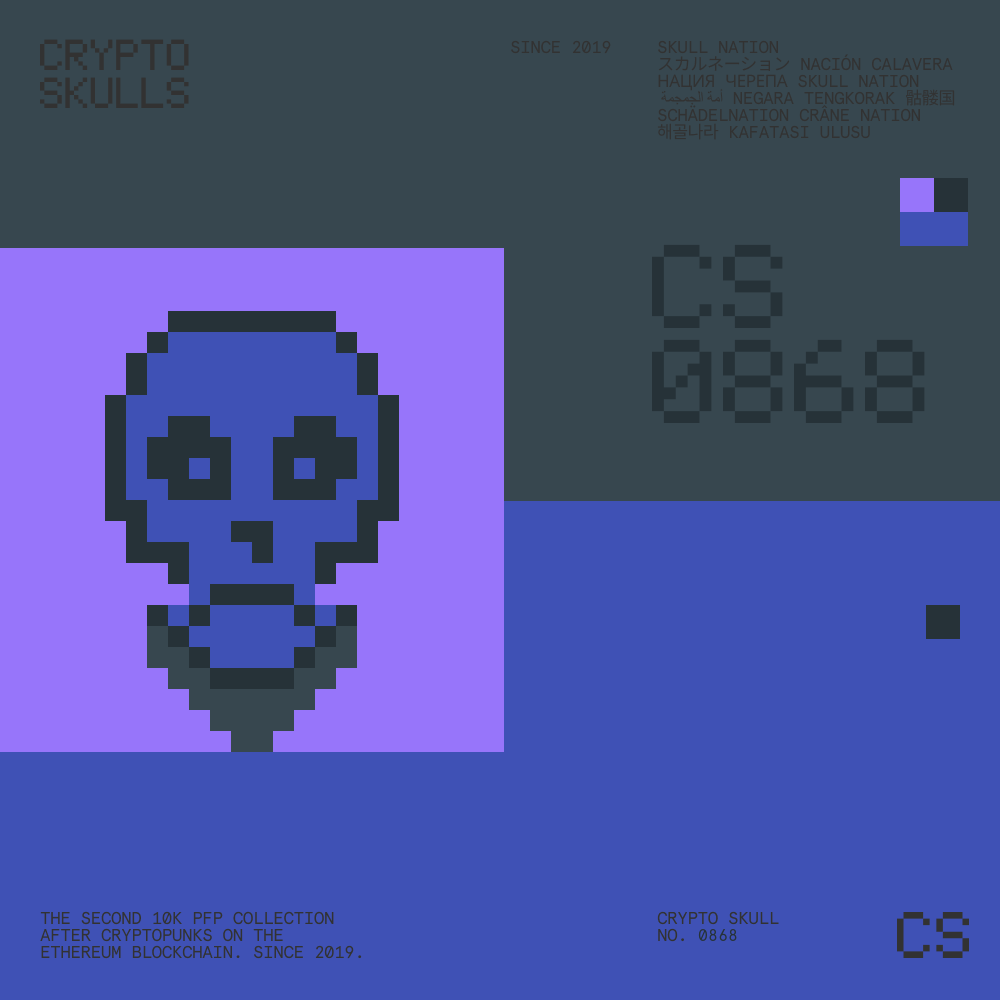 CRYPTO
SKULLS
SINCE 2019
SKULL NATION
スカルネーション NACIÓN CALAVERA
НАЦИЯ ЧЕРЕПА SKULL NATION
أمة الجمجمة NEGARA TENGKORAK 骷髅国
SCHÄDELNATION CRÂNE NATION
해골나라 KAFATASI ULUSU
CS
0868
THE SECOND 10K PFP COLLECTION
AFTER CRYPTOPUNKS ON THE
ETHEREUM BLOCKCHAIN. SINCE 2019.
CRYPTO SKULL
NO. 0868
CS